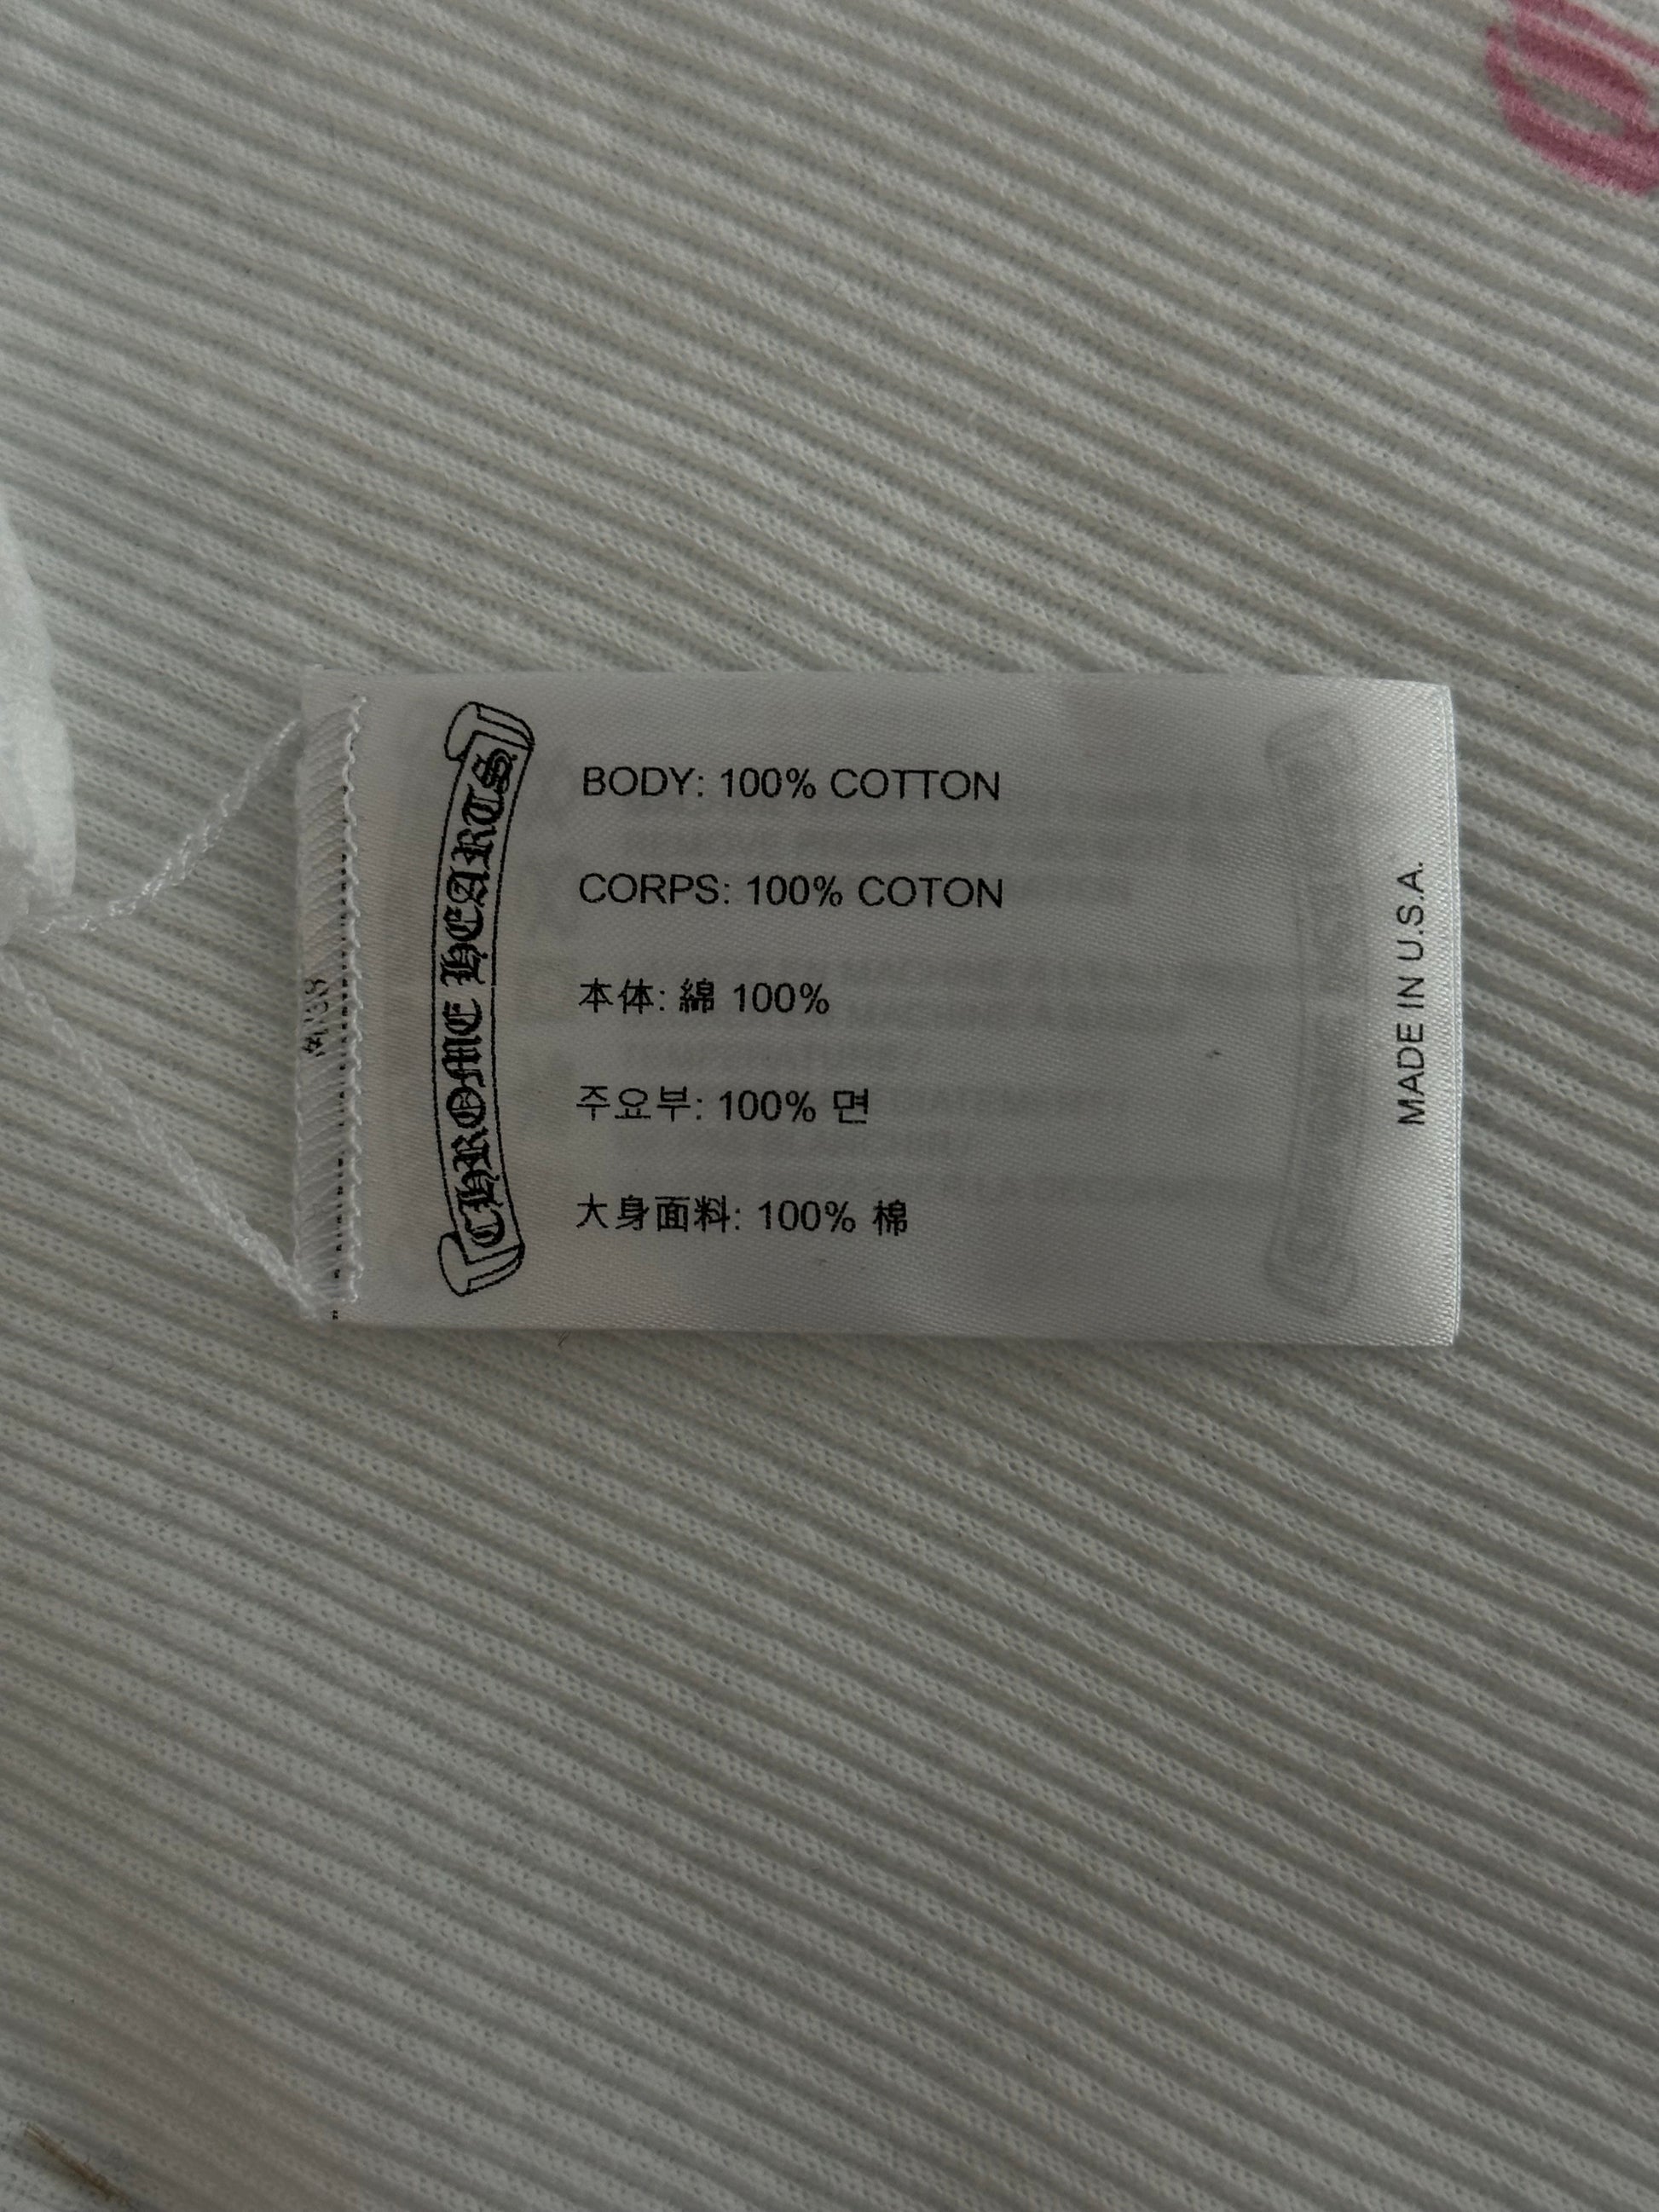 CHROME HEARTS
BODY: 100% COTTON
CORPS: 100% COTON
本体: 綿 100%
주요부: 100% 면
大身面料: 100% 棉
MADE IN U.S.A.